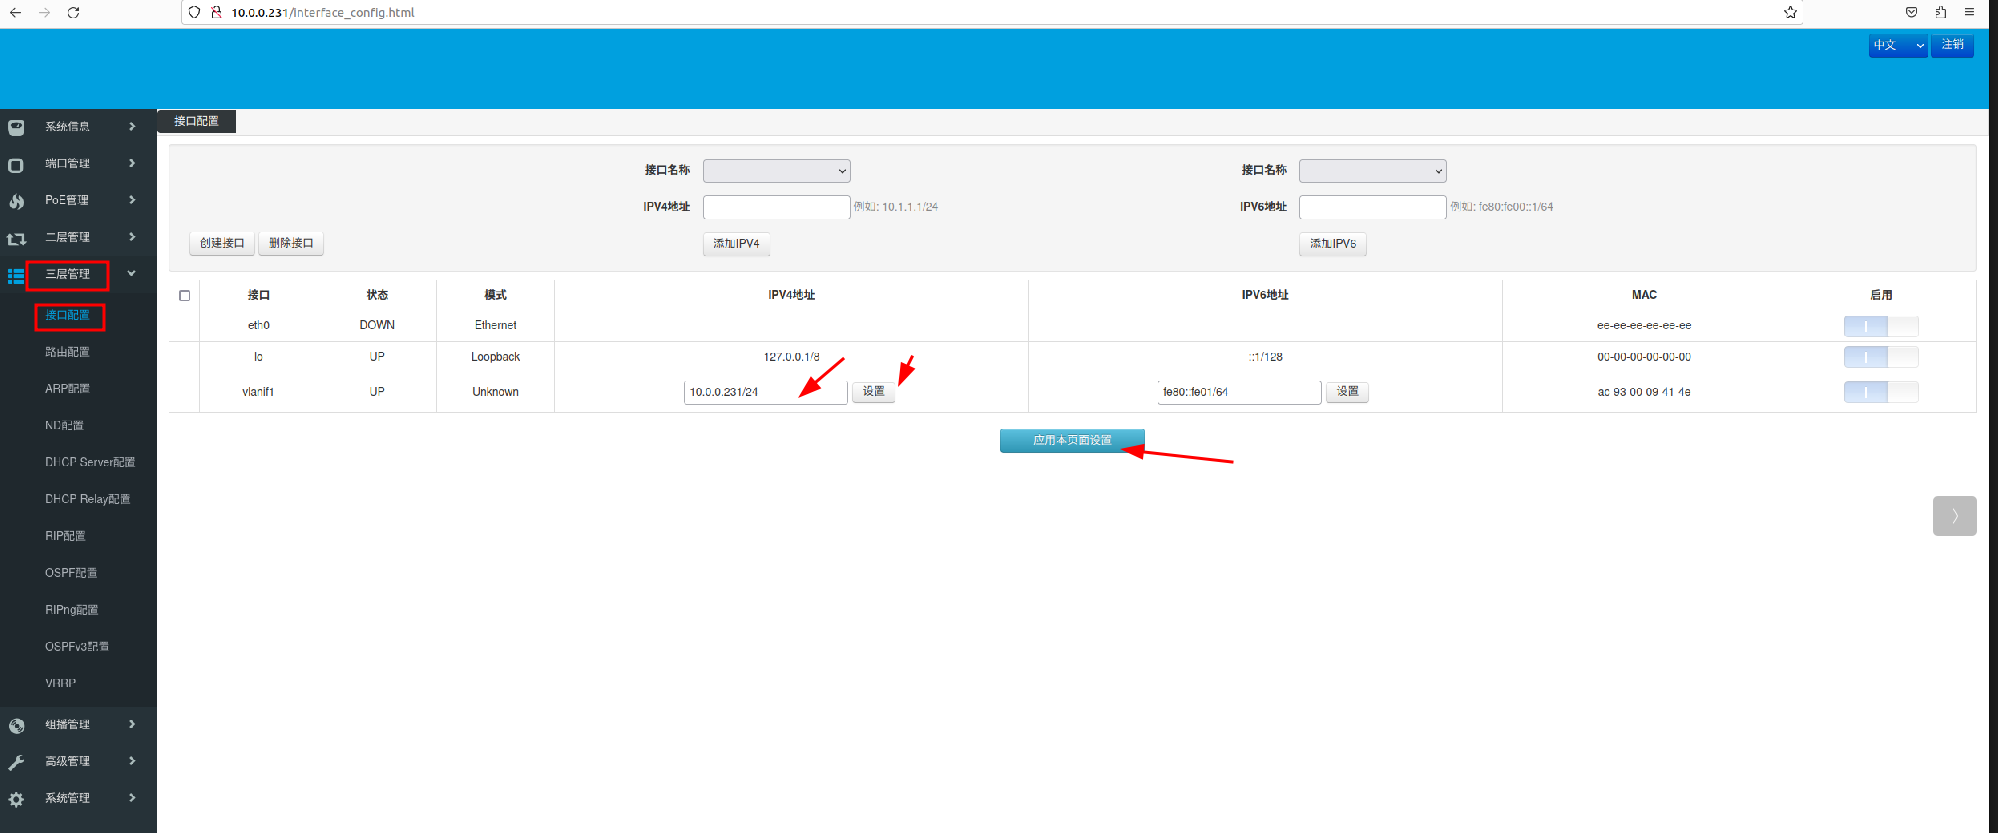 10.0.0.231/interface_config.html
中文
注销
系统信息
端口管理
PoE管理
二层管理
三层管理
接口配置
路由配置
ARP配置
ND配置
DHCP Server配置
DHCP Relay配置
RIP配置
OSPF配置
RIPng配置
OSPFv3配置
VRRP
组播管理
高级管理
系统管理
接口配置
接口名称
IPV4地址 例如: 10.1.1.1/24
创建接口 删除接口 添加IPV4
接口名称
IPV6地址 例如: fe80:fe00::1/64
添加IPV6
接口 状态 模式 IPV4地址 IPV6地址 MAC 启用
eth0 DOWN Ethernet ee-ee-ee-ee-ee-ee
lo UP Loopback 127.0.0.1/8 ::1/128 00-00-00-00-00-00
vlanif1 UP Unknown 10.0.0.231/24 设置 fe80::fe01/64 设置 ac-93-00-09-41-4e
应用本页面设置